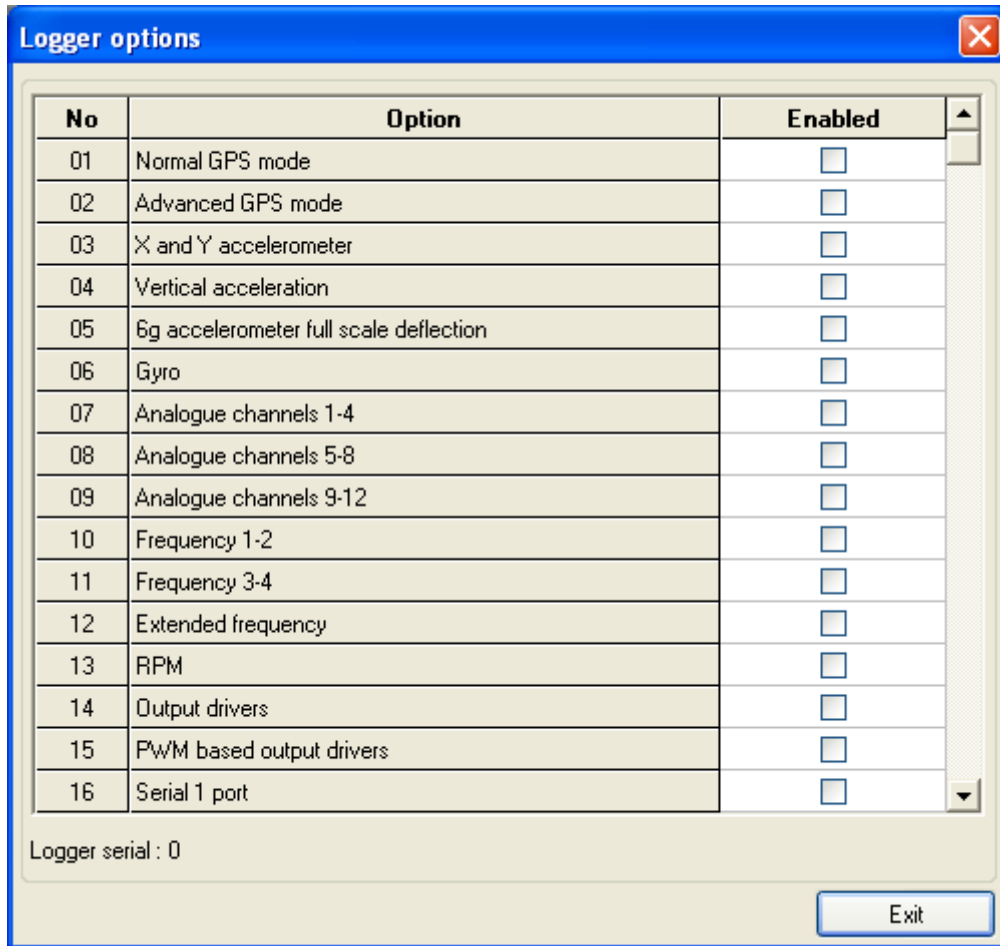 Logger options
No Option Enabled
01 Normal GPS mode
02 Advanced GPS mode
03 X and Y accelerometer
04 Vertical acceleration
05 6g accelerometer full scale deflection
06 Gyro
07 Analogue channels 1-4
08 Analogue channels 5-8
09 Analogue channels 9-12
10 Frequency 1-2
11 Frequency 3-4
12 Extended frequency
13 RPM
14 Output drivers
15 PWM based output drivers
16 Serial 1 port
Logger serial : 0
Exit